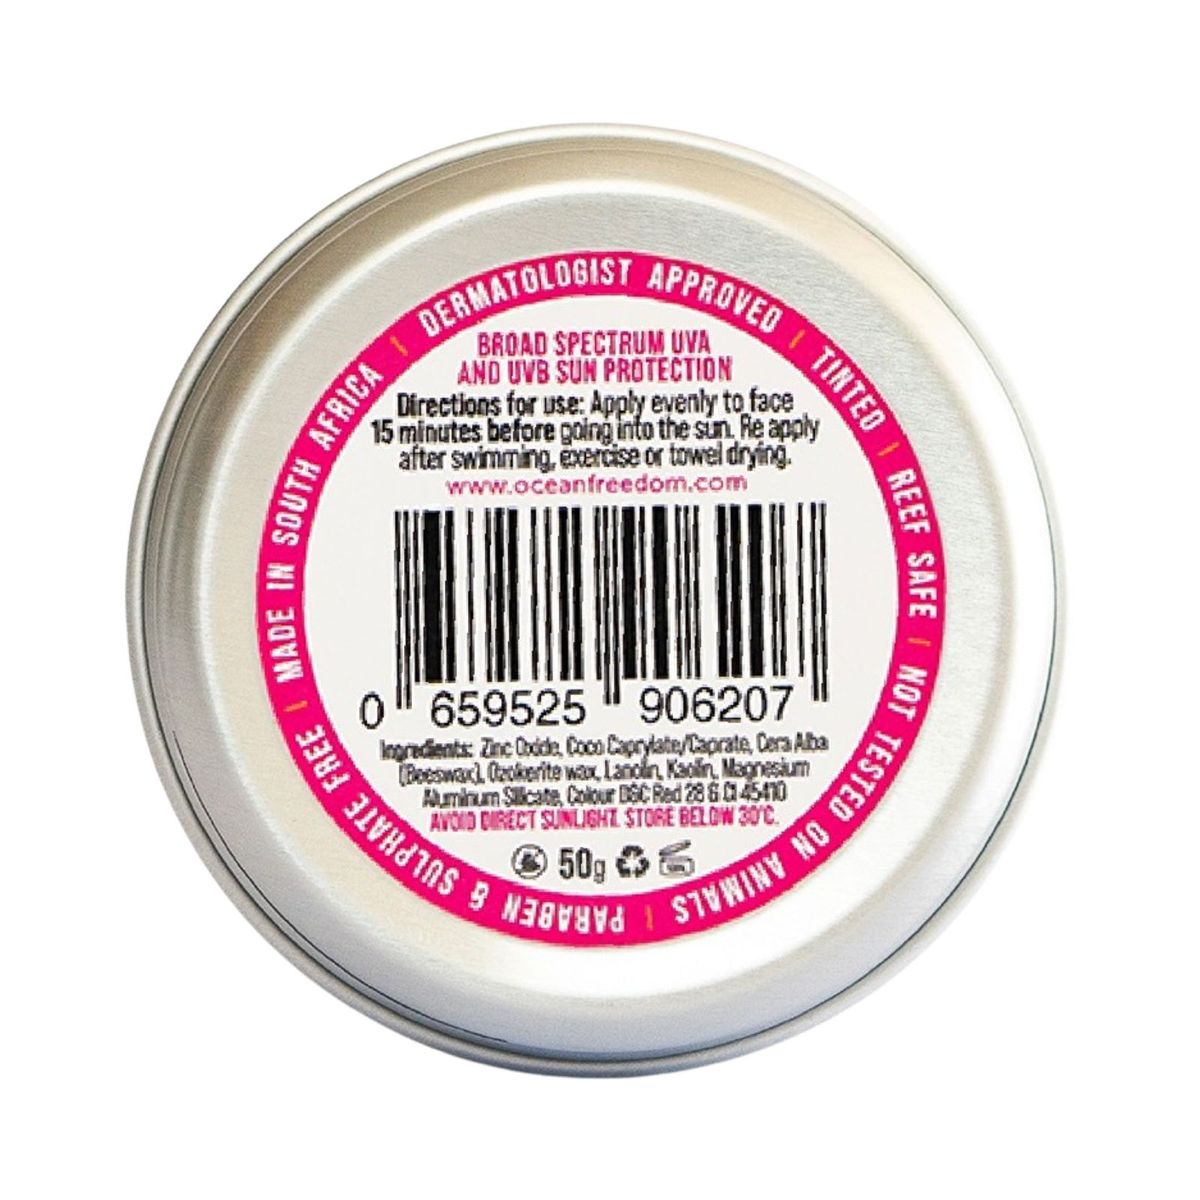 DERMATOLOGIST APPROVED | TINTED | REEF SAFE | NOT TESTED ON ANIMALS | PARABEN & SULPHATE FREE | MADE IN SOUTH AFRICA |
BROAD SPECTRUM UVA
AND UVB SUN PROTECTION
Directions for use: Apply evenly to face
15 minutes before going into the sun. Re apply
after swimming, exercise or towel drying.
www.oceanfreedom.com
0 659525 906207
Ingredients: Zinc Oxide, Coco Caprylate/Caprate, Cera Alba
(Beeswax), Ozokerite wax, Lanolin, Kaolin, Magnesium
Aluminum Silicate, Colour D&C Red 28 & CI 45410
AVOID DIRECT SUNLIGHT. STORE BELOW 30°C.
50g